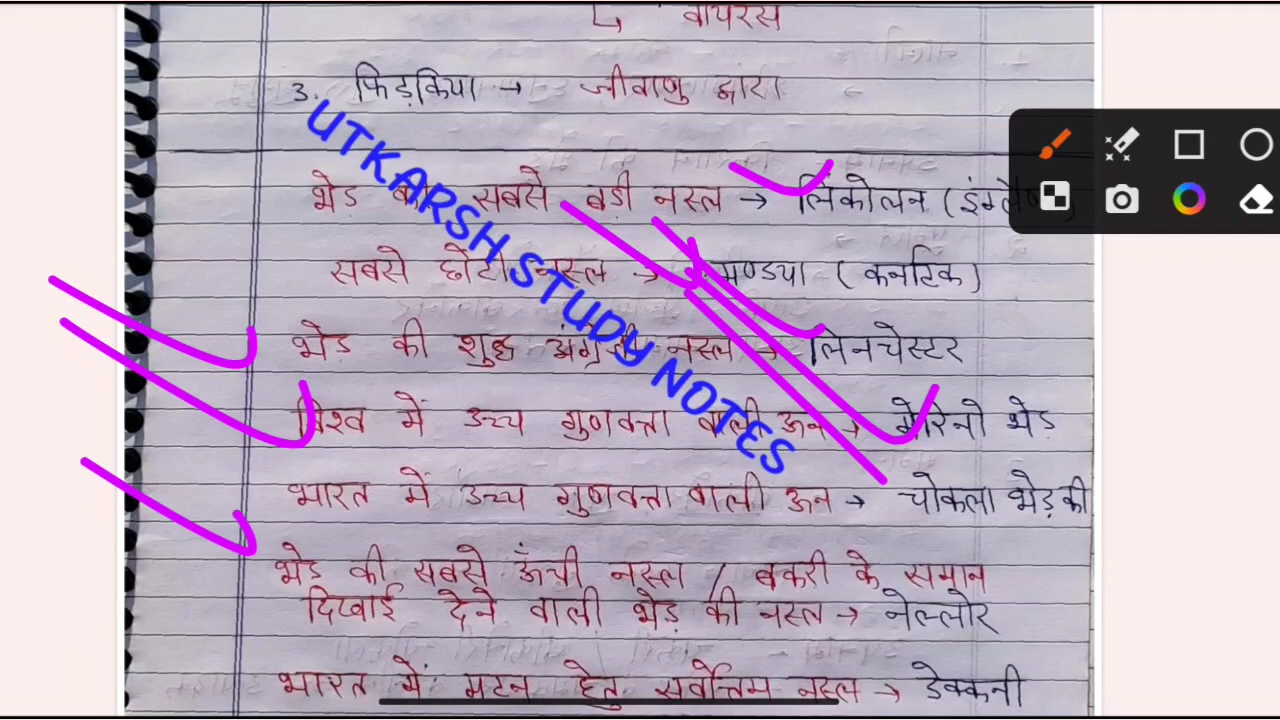 ↳ वायरस
3. फिड़किया → जीवाणु द्वारा
भेड़ की सबसे बड़ी नस्ल → लिंकोलन (इंग्लैण्ड)
सबसे छोटी नस्ल → मण्डया (कर्नाटक)
भेड़ की शुद्ध अंग्रेजी नस्ल → लिनचेस्टर
विश्व में उच्च गुणवत्ता वाली ऊन → मेरिनो भेड़
भारत में उच्च गुणवत्ता वाली ऊन → चोकला भेड़ की
भेड़ की सबसे ऊँची नस्ल / बकरी के समान
दिखाई देने वाली भेड़ की नस्ल → नेल्लोर
भारत में मटन हेतु सर्वोत्तम नस्ल → डेक्कनी
UTKARSH STUDY NOTES